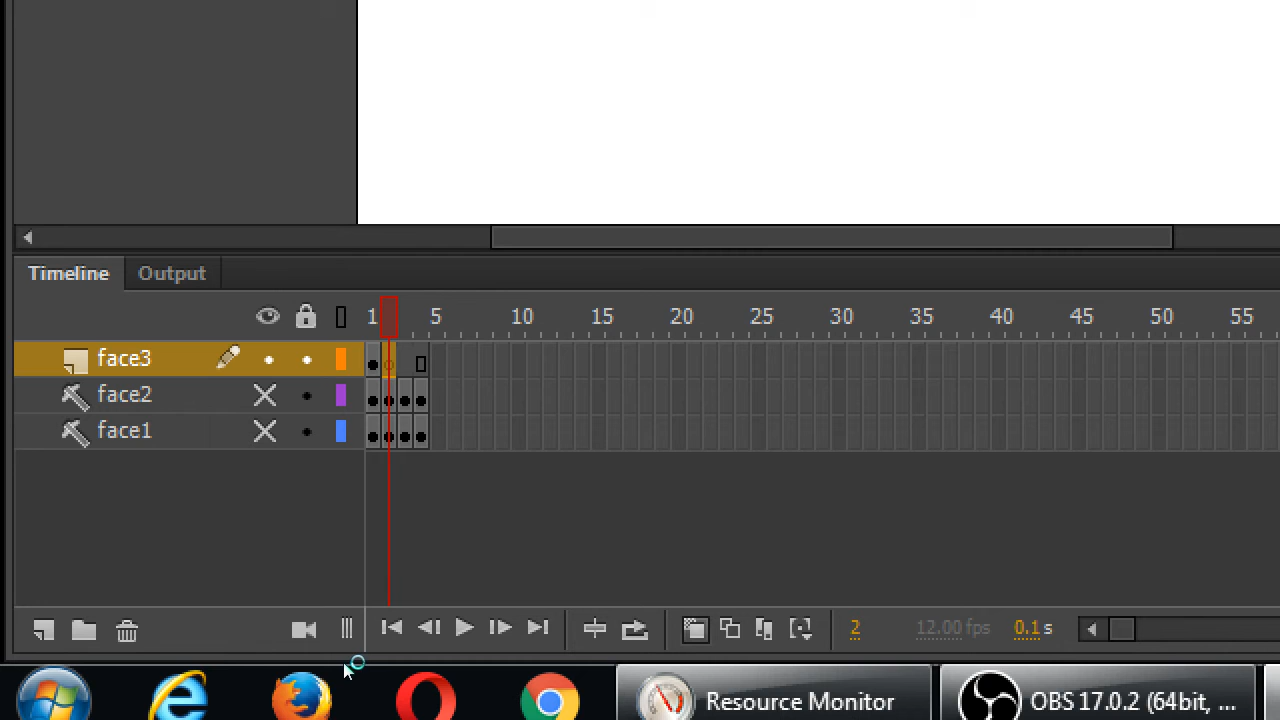 Timeline Output
1 5 10 15 20 25 30 35 40 45 50 55
face3
face2
face1
2 12.00 fps 0.1 s
Resource Monitor OBS 17.0.2 (64bit, ...